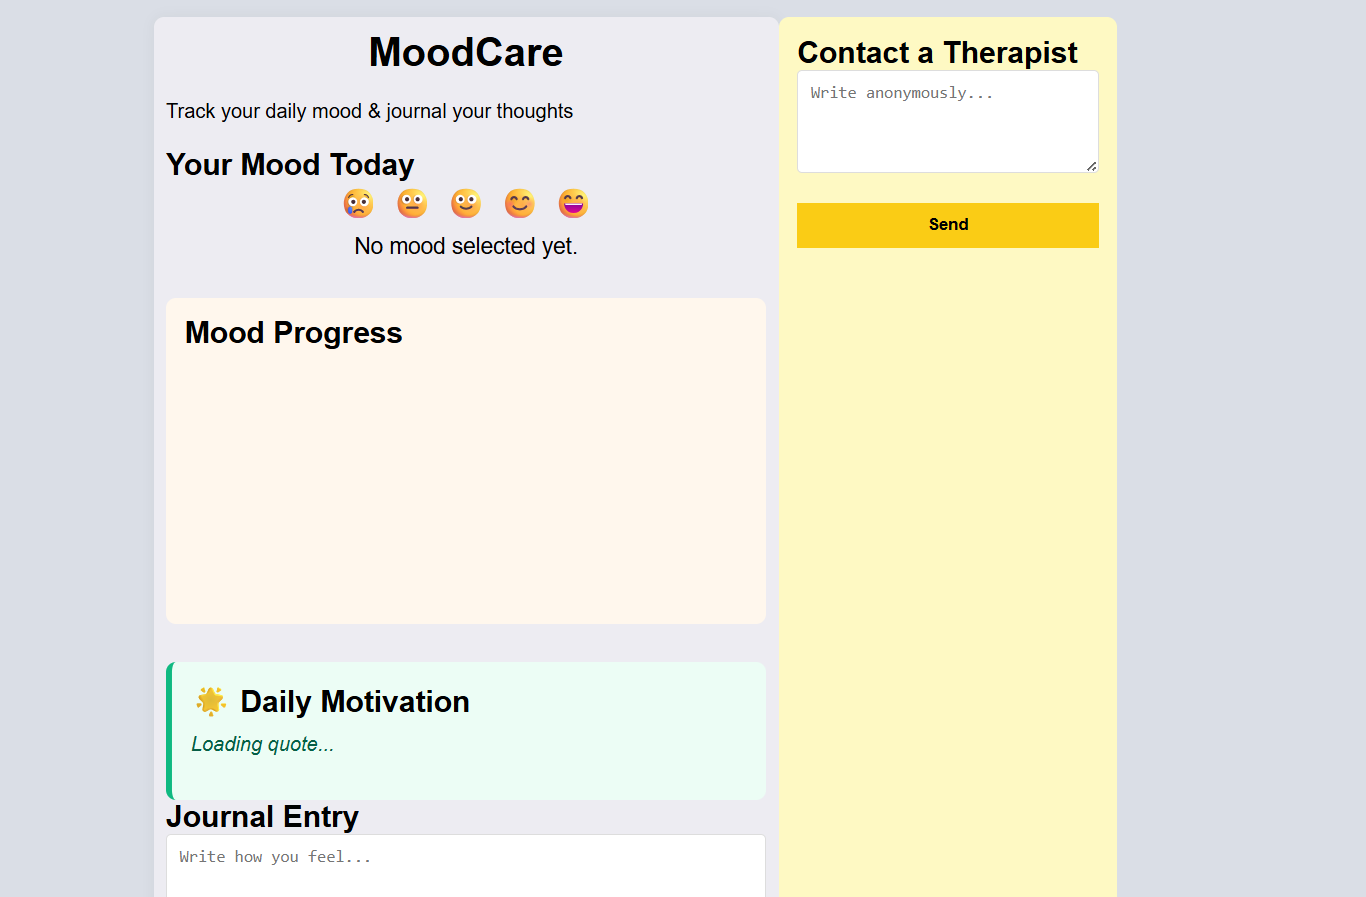 MoodCare
Track your daily mood & journal your thoughts
Your Mood Today
No mood selected yet.
Mood Progress
Daily Motivation
Loading quote...
Journal Entry
Write how you feel...
Contact a Therapist
Write anonymously...
Send